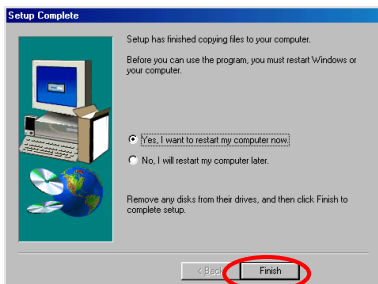 Setup Complete
Setup has finished copying files to your computer.
Before you can use the program, you must restart Windows or
your computer.
Yes, I want to restart my computer now.
No, I will restart my computer later.
Remove any disks from their drives, and then click Finish to
complete setup.
< Back
Finish